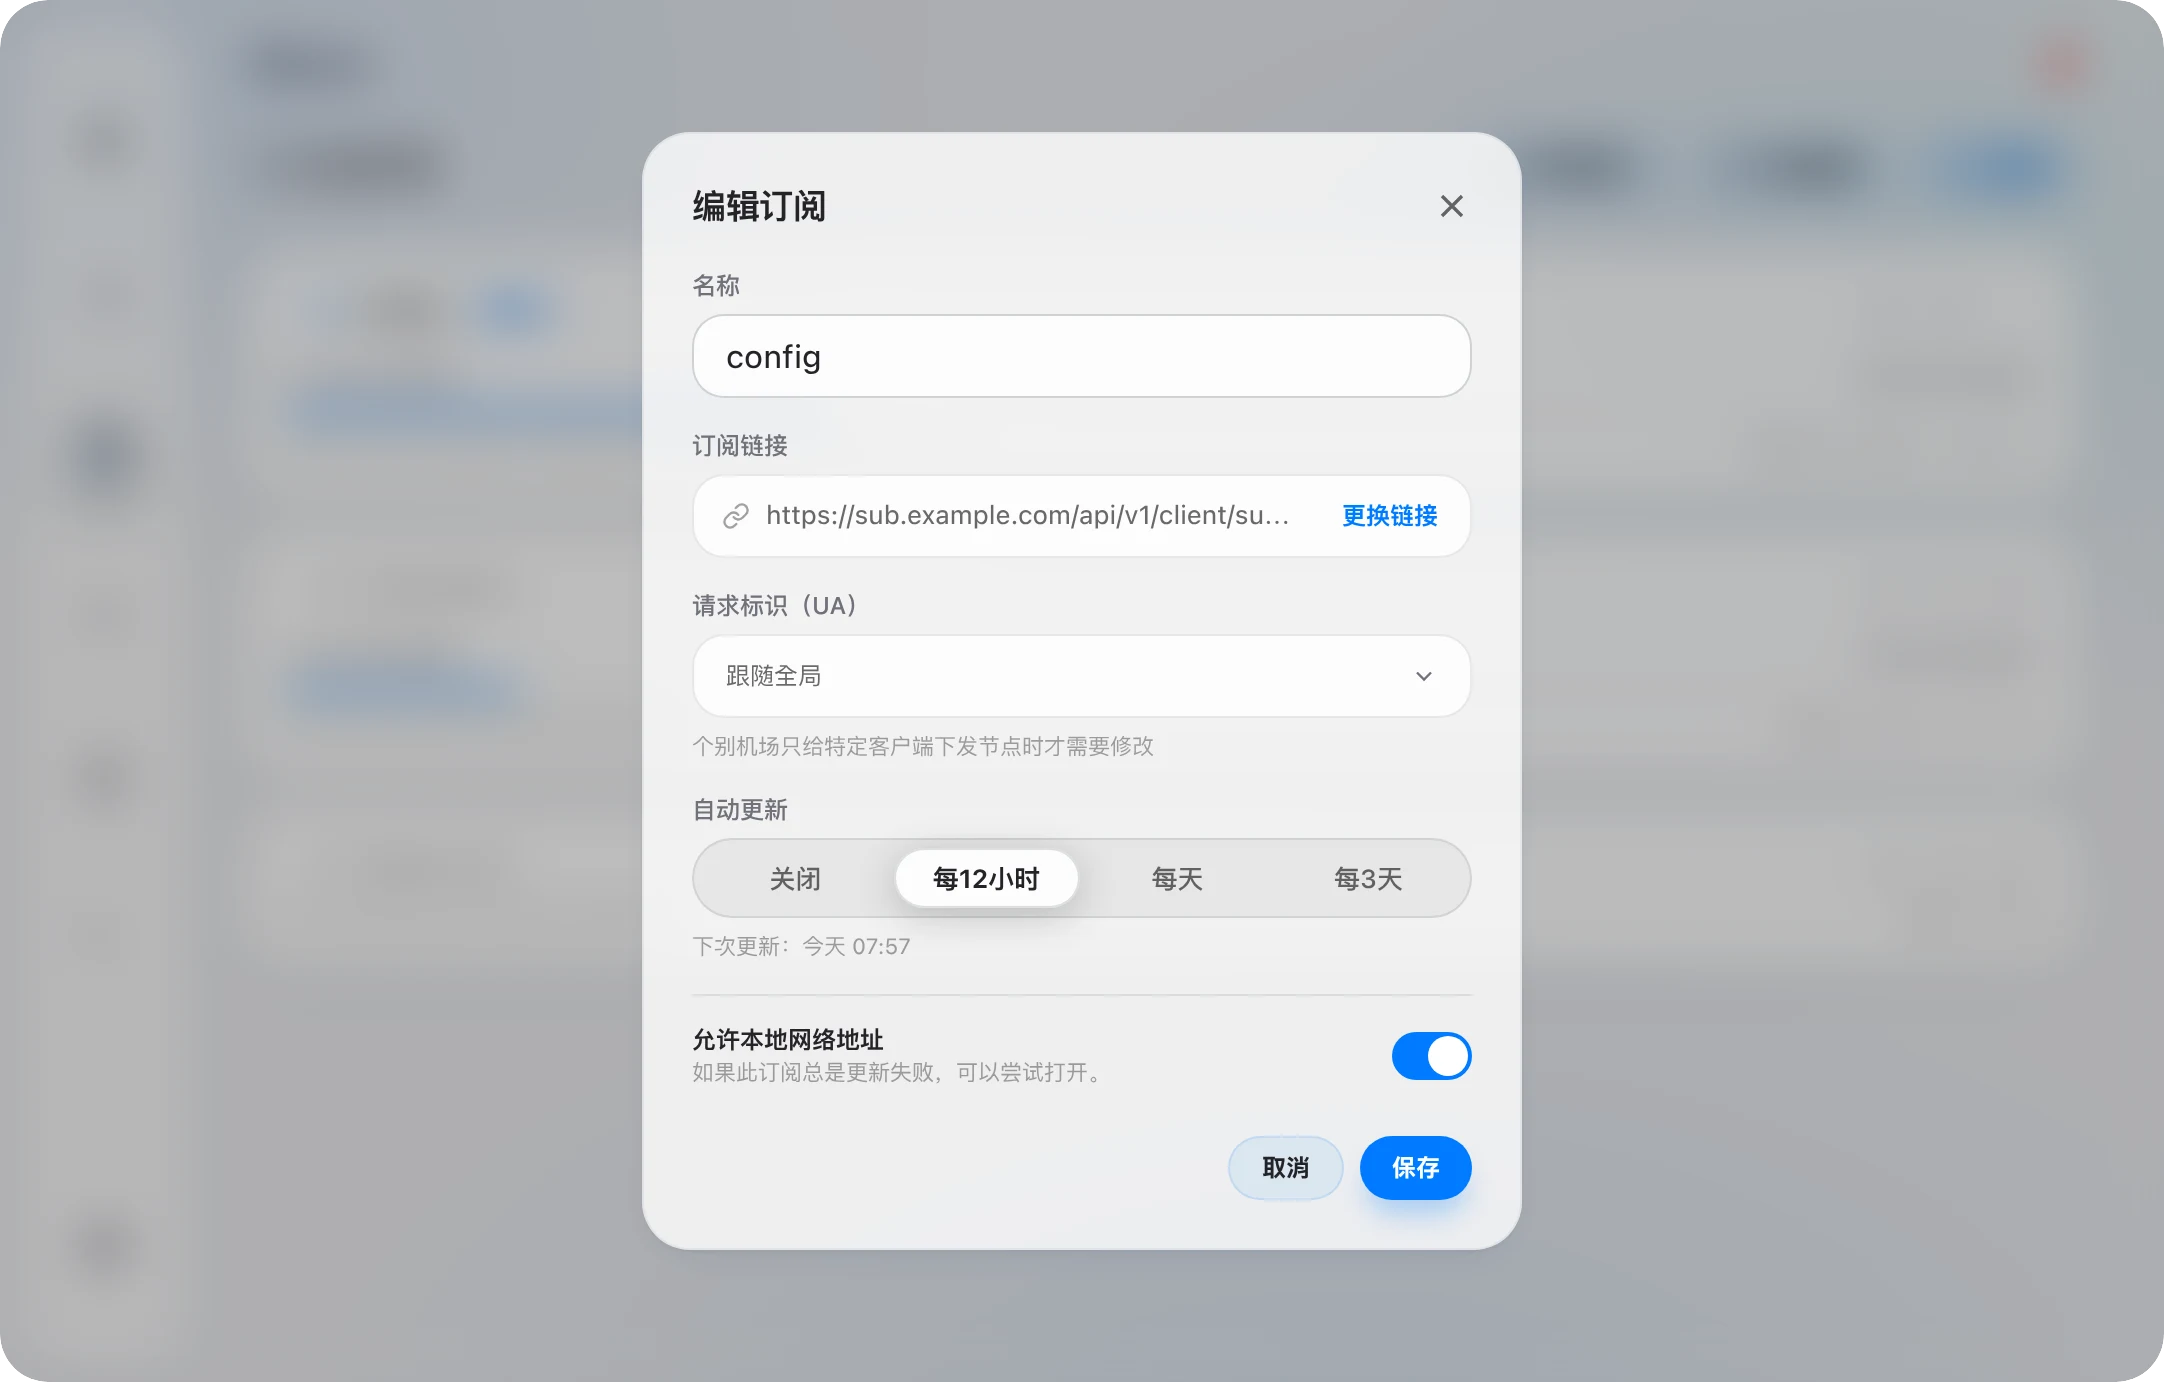 编辑订阅
名称
config
订阅链接
https://sub.example.com/api/v1/client/su... 更换链接
请求标识（UA）
跟随全局
个别机场只给特定客户端下发节点时才需要修改
自动更新
关闭 每12小时 每天 每3天
下次更新：今天 07:57
允许本地网络地址
如果此订阅总是更新失败，可以尝试打开。
取消 保存